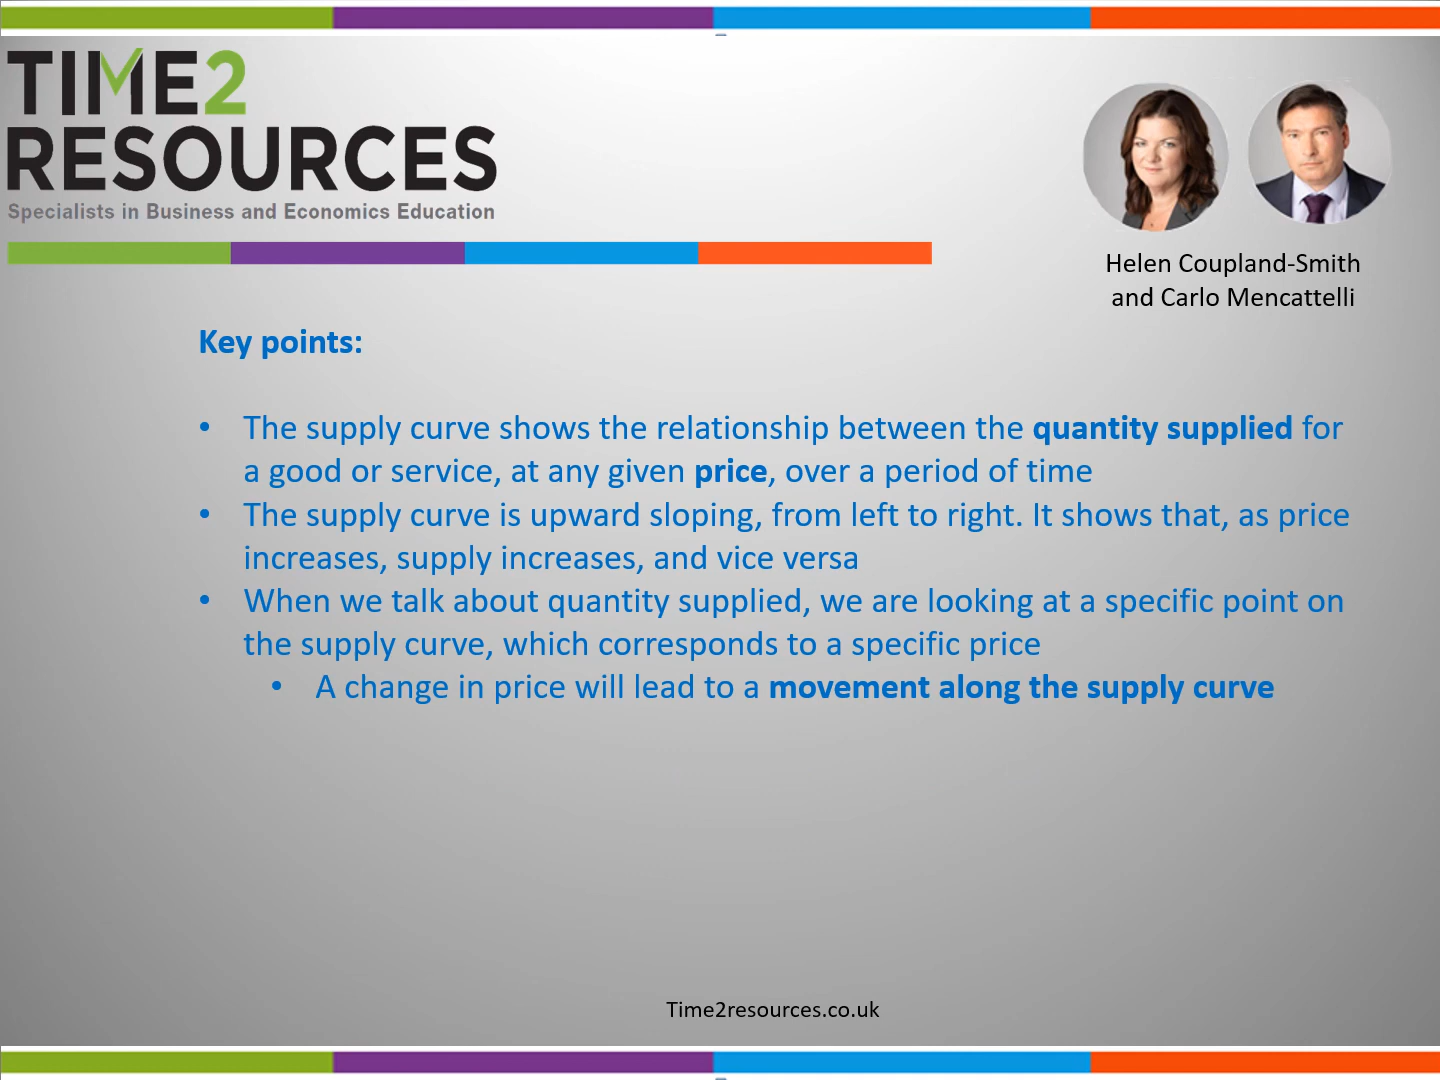 TIME2
RESOURCES
Specialists in Business and Economics Education
Helen Coupland-Smith
and Carlo Mencattelli
Key points:
• The supply curve shows the relationship between the quantity supplied for
a good or service, at any given price, over a period of time
• The supply curve is upward sloping, from left to right. It shows that, as price
increases, supply increases, and vice versa
• When we talk about quantity supplied, we are looking at a specific point on
the supply curve, which corresponds to a specific price
• A change in price will lead to a movement along the supply curve
Time2resources.co.uk